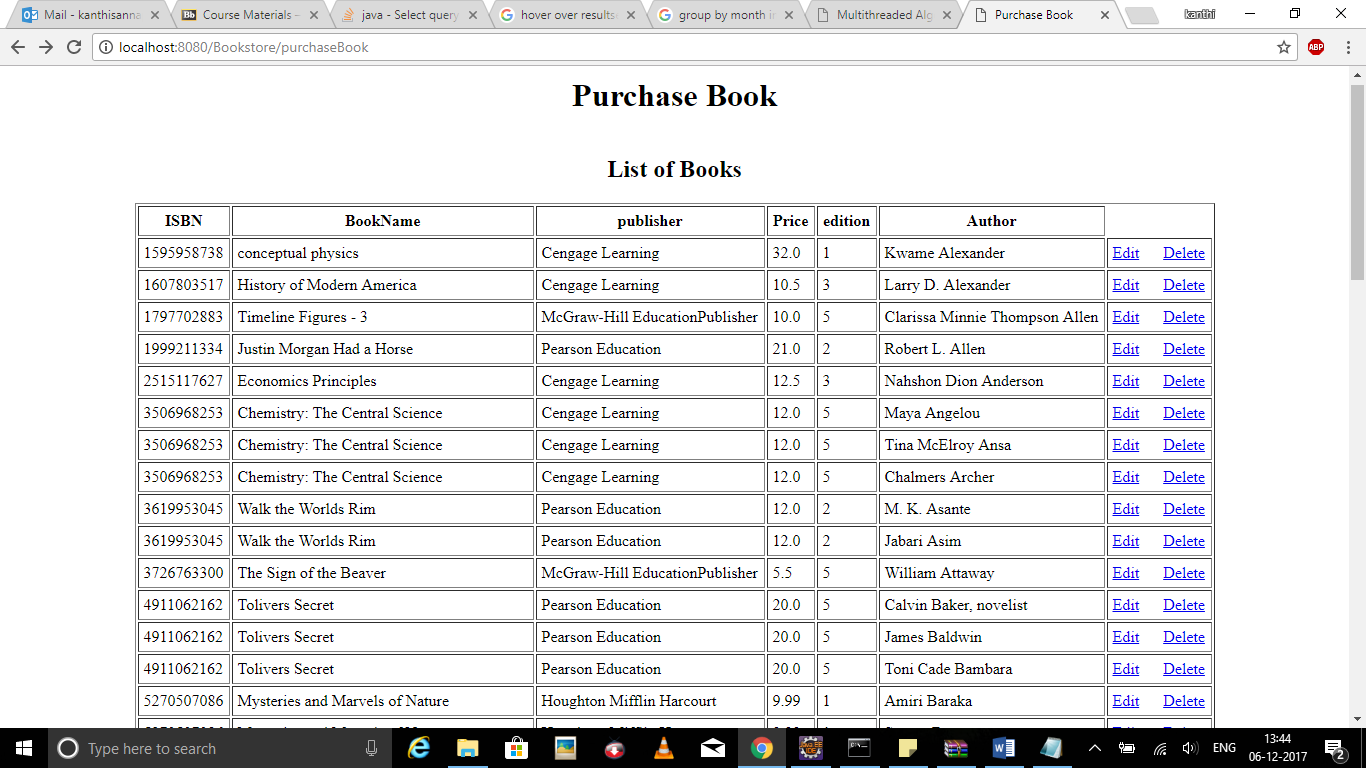 Mail - kanthisanna
Course Materials –
java - Select query
hover over results
group by month i
Multithreaded Alg
Purchase Book
kanthi
localhost:8080/Bookstore/purchaseBook
ABP
Purchase Book
List of Books
ISBN BookName publisher Price edition Author
1595958738 conceptual physics Cengage Learning 32.0 1 Kwame Alexander Edit Delete
1607803517 History of Modern America Cengage Learning 10.5 3 Larry D. Alexander Edit Delete
1797702883 Timeline Figures - 3 McGraw-Hill EducationPublisher 10.0 5 Clarissa Minnie Thompson Allen Edit Delete
1999211334 Justin Morgan Had a Horse Pearson Education 21.0 2 Robert L. Allen Edit Delete
2515117627 Economics Principles Cengage Learning 12.5 3 Nahshon Dion Anderson Edit Delete
3506968253 Chemistry: The Central Science Cengage Learning 12.0 5 Maya Angelou Edit Delete
3506968253 Chemistry: The Central Science Cengage Learning 12.0 5 Tina McElroy Ansa Edit Delete
3506968253 Chemistry: The Central Science Cengage Learning 12.0 5 Chalmers Archer Edit Delete
3619953045 Walk the Worlds Rim Pearson Education 12.0 2 M. K. Asante Edit Delete
3619953045 Walk the Worlds Rim Pearson Education 12.0 2 Jabari Asim Edit Delete
3726763300 The Sign of the Beaver McGraw-Hill EducationPublisher 5.5 5 William Attaway Edit Delete
4911062162 Tolivers Secret Pearson Education 20.0 5 Calvin Baker, novelist Edit Delete
4911062162 Tolivers Secret Pearson Education 20.0 5 James Baldwin Edit Delete
4911062162 Tolivers Secret Pearson Education 20.0 5 Toni Cade Bambara Edit Delete
5270507086 Mysteries and Marvels of Nature Houghton Mifflin Harcourt 9.99 1 Amiri Baraka Edit Delete
Type here to search
ENG
13:44
06-12-2017
2